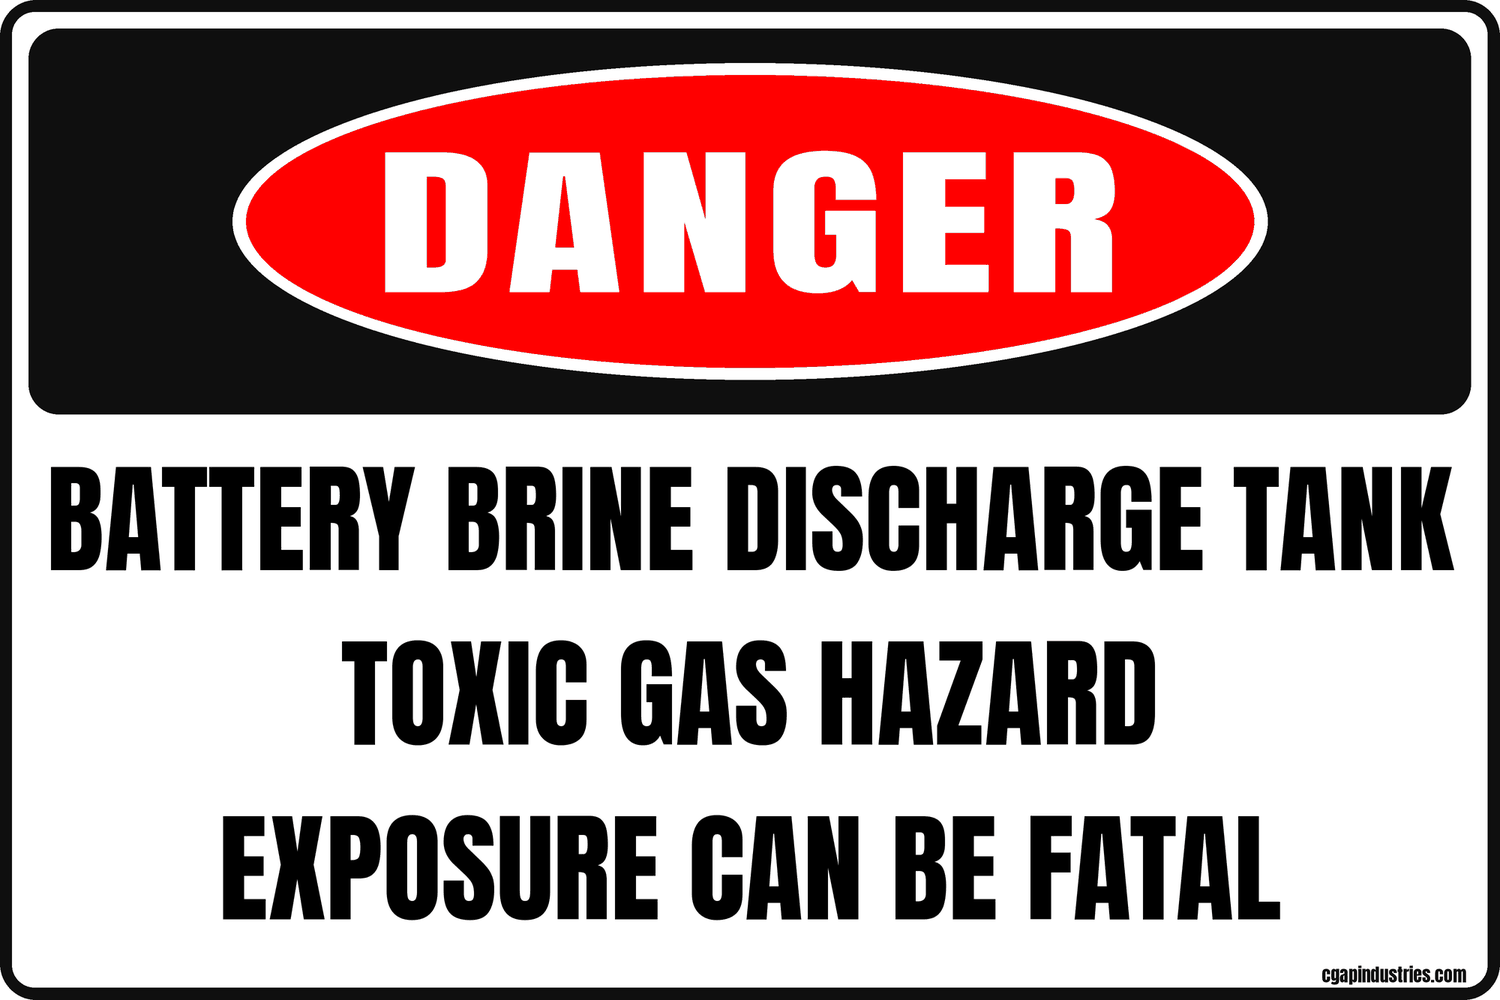 DANGER
BATTERY BRINE DISCHARGE TANK
TOXIC GAS HAZARD
EXPOSURE CAN BE FATAL
cgapindustries.com